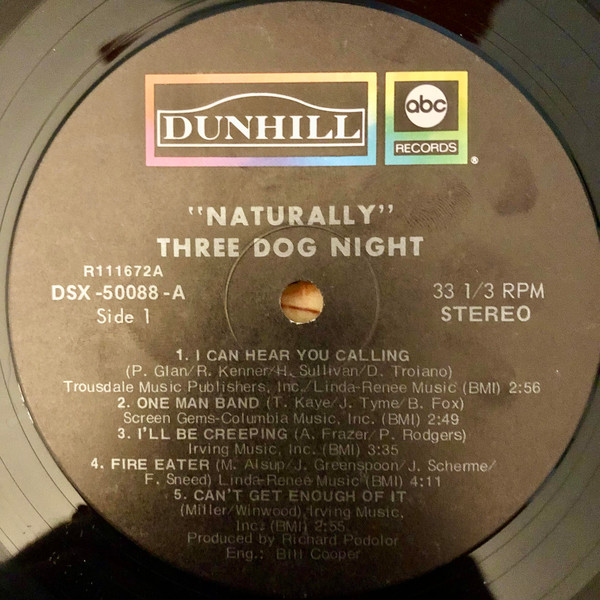 DUNHILL
abc
RECORDS
®
"NATURALLY"
THREE DOG NIGHT
R111672A
DSX-50088-A
Side 1
33 1/3 RPM
STEREO
1. I CAN HEAR YOU CALLING
(P. Glan/R. Kenner/H. Sullivan/D. Troiano)
Trousdale Music Publishers, Inc./Linda-Renee Music (BMI) 2:56
2. ONE MAN BAND (T. Kaye/J. Tyme/B. Fox)
Screen Gems-Columbia Music, Inc. (BMI) 2:49
3. I'LL BE CREEPING (A. Frazer/P. Rodgers)
Irving Music, Inc. (BMI) 3:35
4. FIRE EATER (M. Alsup/J. Greenspoon/J. Scherme/
F. Sneed) Linda-Renee Music (BMI) 4:11
5. CAN'T GET ENOUGH OF IT
(Miller/Winwood) Irving Music,
Inc. (BMI) 2:55
Produced by Richard Podolor
Eng.: Bill Cooper